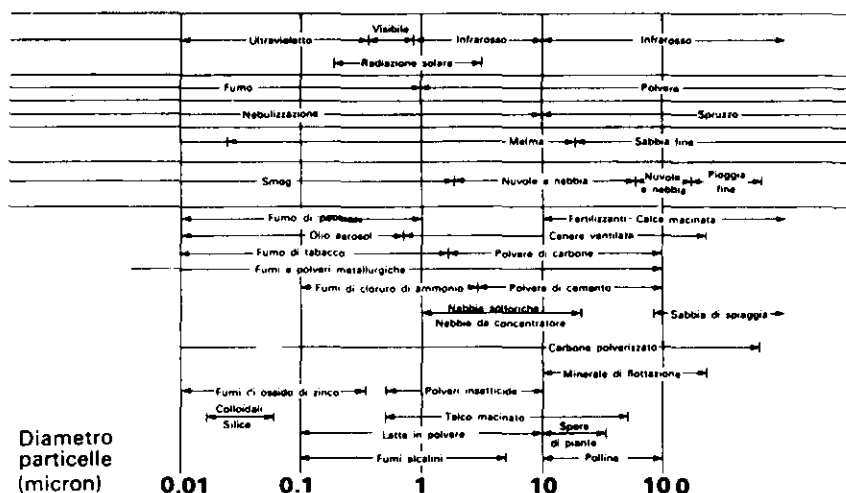 Visibile
Ultravioletto Infrarosso Infrarosso
Radiazione solare
Fumo Polvere
Nebulizzazione Spruzzo
Melma Sabbia fine
Smog Nuvole e nebbia Nuvole e nebbia Pioggia fine
Fumo di Fertilizzanti - Calce macinata
Olio aerosol Cenere ventilata
Fumo di tabacco Polvere di carbone
Fumi e polveri metallurgiche
Fumi di cloruro di ammonio Polvere di cemento
Nebbie solforiche
Nebbie da concentratore Sabbia di spiaggia
Carbone polverizzato
Minerale di flottazione
Fumi di ossido di zinco Polveri insetticide
Colloidali
Silice Talco macinato
Latte in polvere Spore di piante
Fumi alcalini Polline
Diametro
particelle
(micron) 0.01 0.1 1 10 100